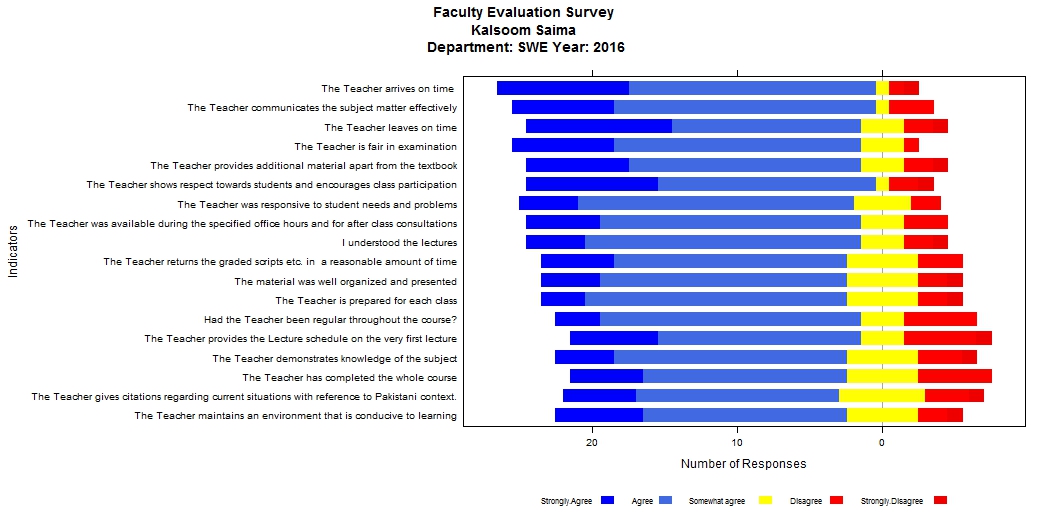 Faculty Evaluation Survey
Kalsoom Saima
Department: SWE Year: 2016
The Teacher arrives on time
The Teacher communicates the subject matter effectively
The Teacher leaves on time
The Teacher is fair in examination
The Teacher provides additional material apart from the textbook
The Teacher shows respect towards students and encourages class participation
The Teacher was responsive to student needs and problems
The Teacher was available during the specified office hours and for after class consultations
I understood the lectures
The Teacher returns the graded scripts etc. in a reasonable amount of time
The material was well organized and presented
The Teacher is prepared for each class
Had the Teacher been regular throughout the course?
The Teacher provides the Lecture schedule on the very first lecture
The Teacher demonstrates knowledge of the subject
The Teacher has completed the whole course
The Teacher gives citations regarding current situations with reference to Pakistani context.
The Teacher maintains an environment that is conducive to learning
Indicators
20 10 0
Number of Responses
Strongly.Agree Agree Somewhat agree Disagree Strongly.Disagree